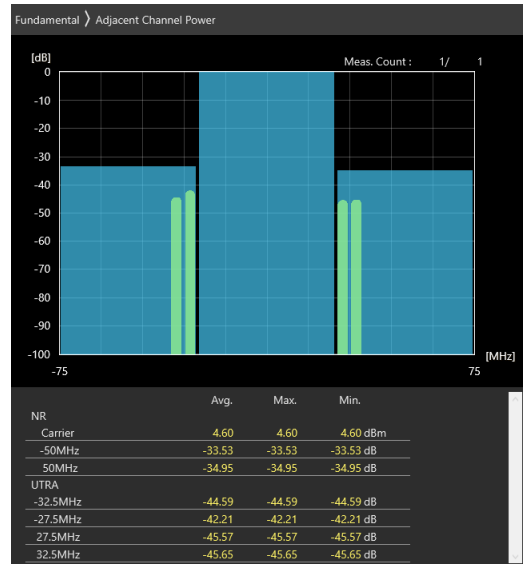 Fundamental 〉 Adjacent Channel Power
[dB]
Meas. Count : 1/ 1
0
-10
-20
-30
-40
-50
-60
-70
-80
-90
-100
[MHz]
-75 75
Avg. Max. Min.
NR
Carrier 4.60 4.60 4.60 dBm
-50MHz -33.53 -33.53 -33.53 dB
50MHz -34.95 -34.95 -34.95 dB
UTRA
-32.5MHz -44.59 -44.59 -44.59 dB
-27.5MHz -42.21 -42.21 -42.21 dB
27.5MHz -45.57 -45.57 -45.57 dB
32.5MHz -45.65 -45.65 -45.65 dB